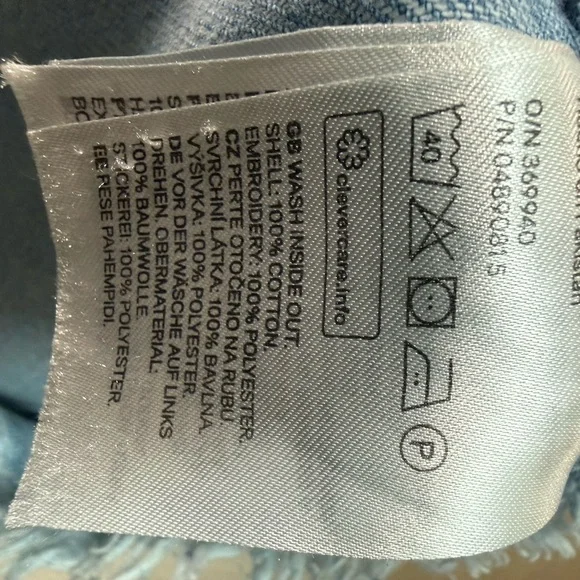 O/N 369940
P/N 048990815
40
P
clevercare.info
GB WASH INSIDE OUT.
SHELL: 100% COTTON.
EMBROIDERY: 100% POLYESTER.
CZ PERTE OTOČENO NA RUBU
SVRCHNÍ LÁTKA: 100% BAVLNA.
VÝŠIVKA: 100% POLYESTER.
DE VOR DER WÄSCHE AUF LINKS
DREHEN. OBERMATERIAL:
100% BAUMWOLLE.
STICKEREI: 100% POLYESTER.
EE PESE PAHEMPIDI.